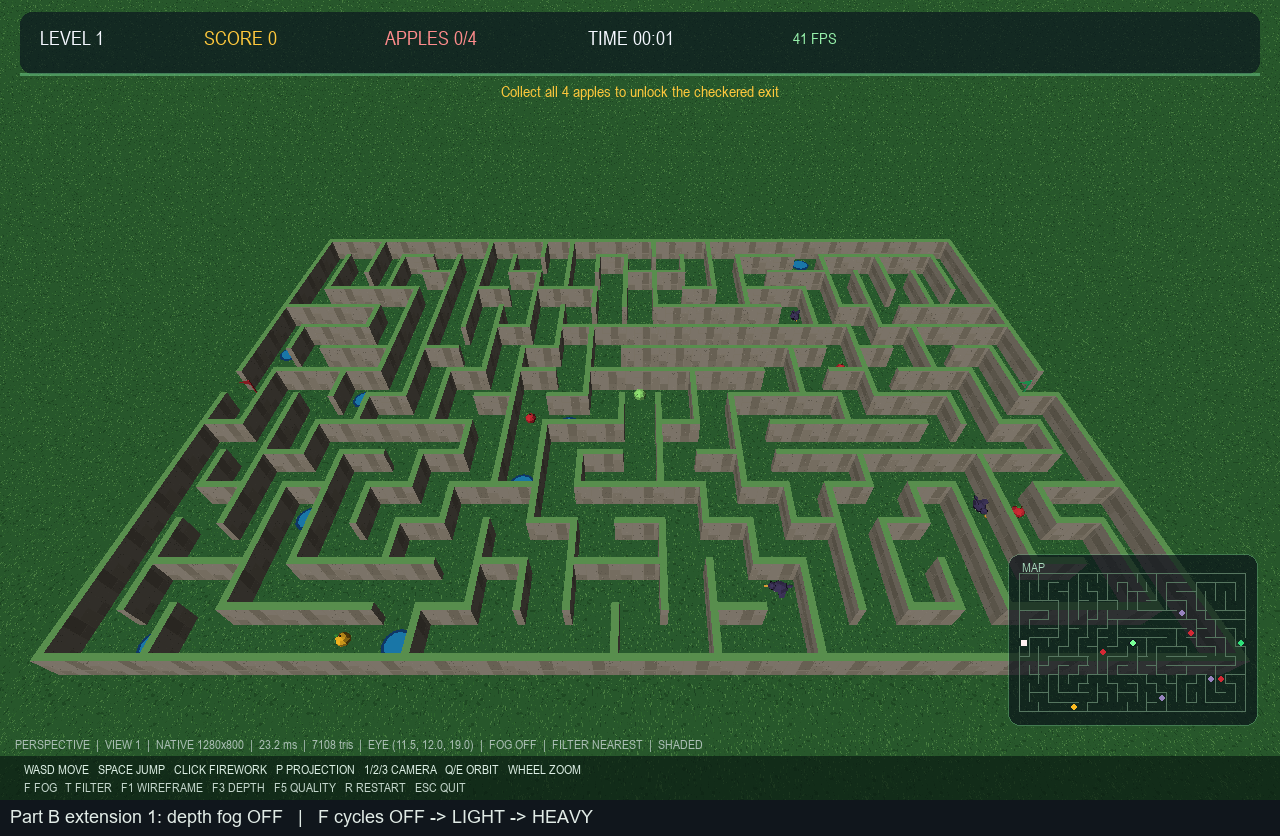 LEVEL 1 SCORE 0 APPLES 0/4 TIME 00:01 41 FPS
Collect all 4 apples to unlock the checkered exit
MAP
PERSPECTIVE | VIEW 1 | NATIVE 1280x800 | 23.2 ms | 7108 tris | EYE (11.5, 12.0, 19.0) | FOG OFF | FILTER NEAREST | SHADED
WASD MOVE SPACE JUMP CLICK FIREWORK P PROJECTION 1/2/3 CAMERA Q/E ORBIT WHEEL ZOOM
F FOG T FILTER F1 WIREFRAME F3 DEPTH F5 QUALITY R RESTART ESC QUIT
Part B extension 1: depth fog OFF | F cycles OFF -> LIGHT -> HEAVY